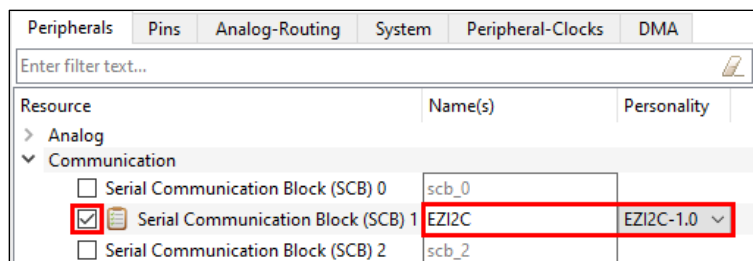 Peripherals Pins Analog-Routing System Peripheral-Clocks DMA
Enter filter text...
Resource Name(s) Personality
Analog
Communication
Serial Communication Block (SCB) 0 scb_0
Serial Communication Block (SCB) 1 EZI2C EZI2C-1.0
Serial Communication Block (SCB) 2 scb_2